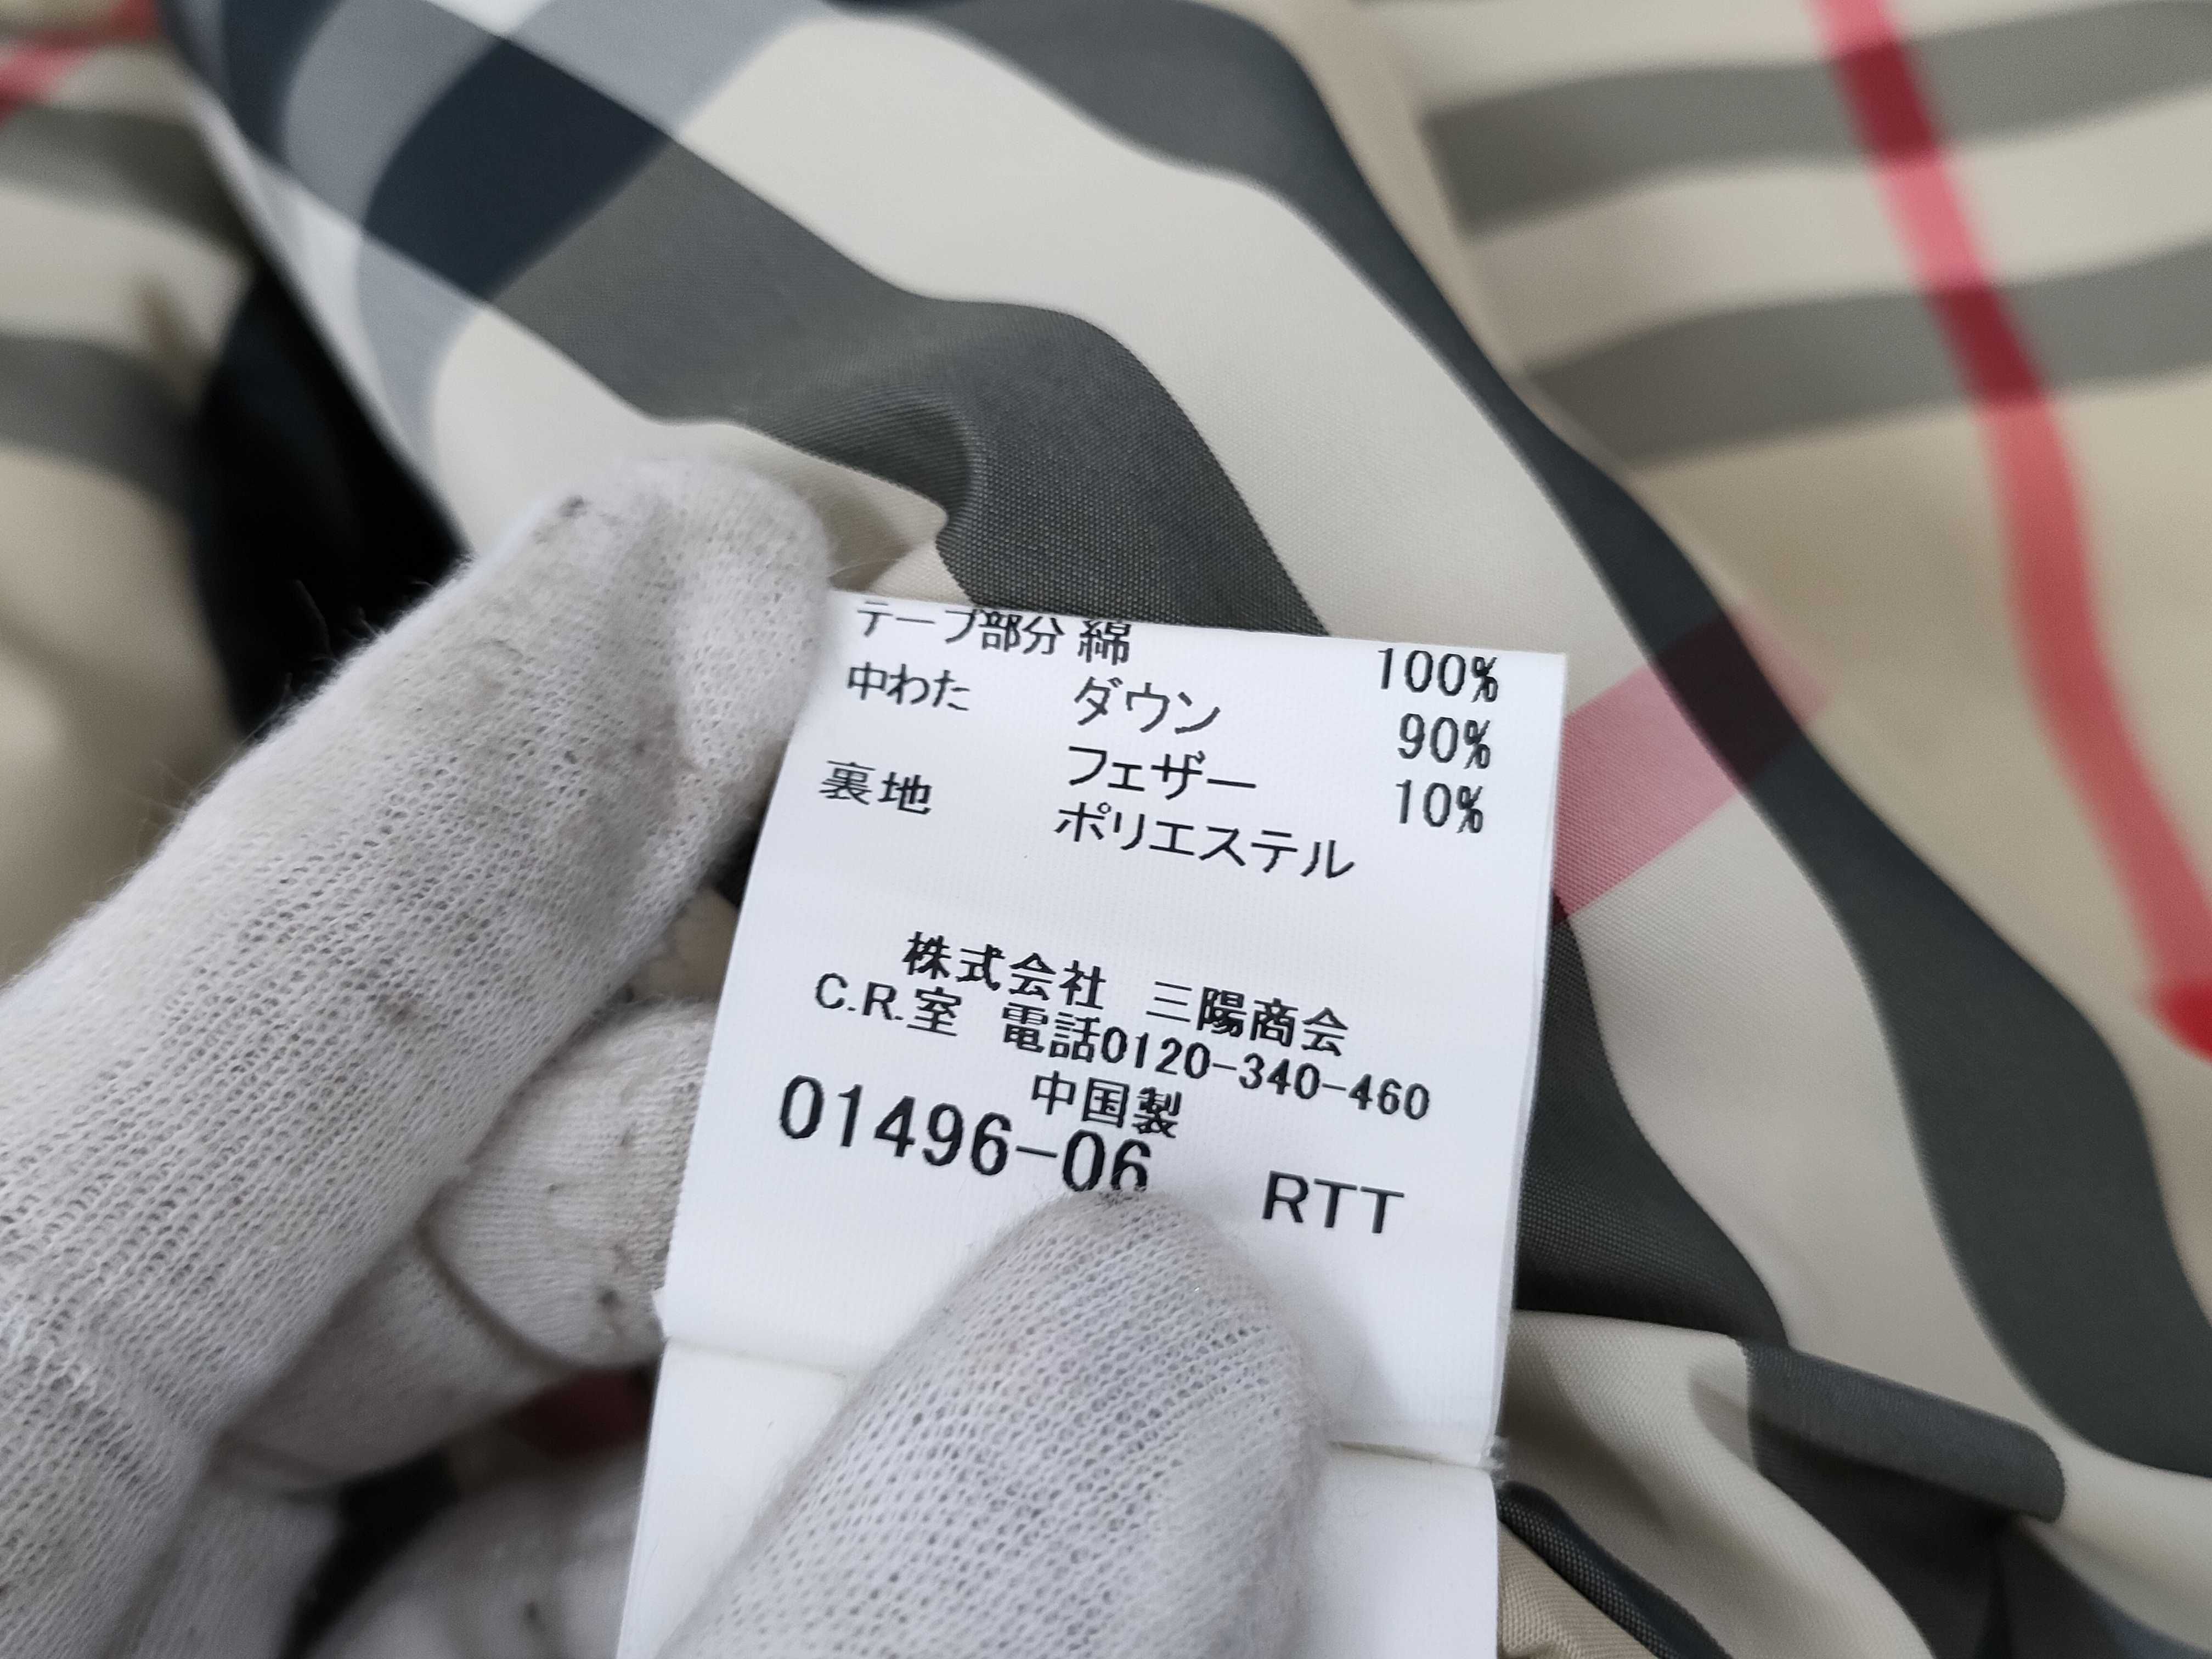 テープ部分 綿 100%
中わた ダウン 90%
フェザー 10%
裏地 ポリエステル
株式会社 三陽商会
C.R.室 電話0120-340-460
中国製
01496-06 RTT